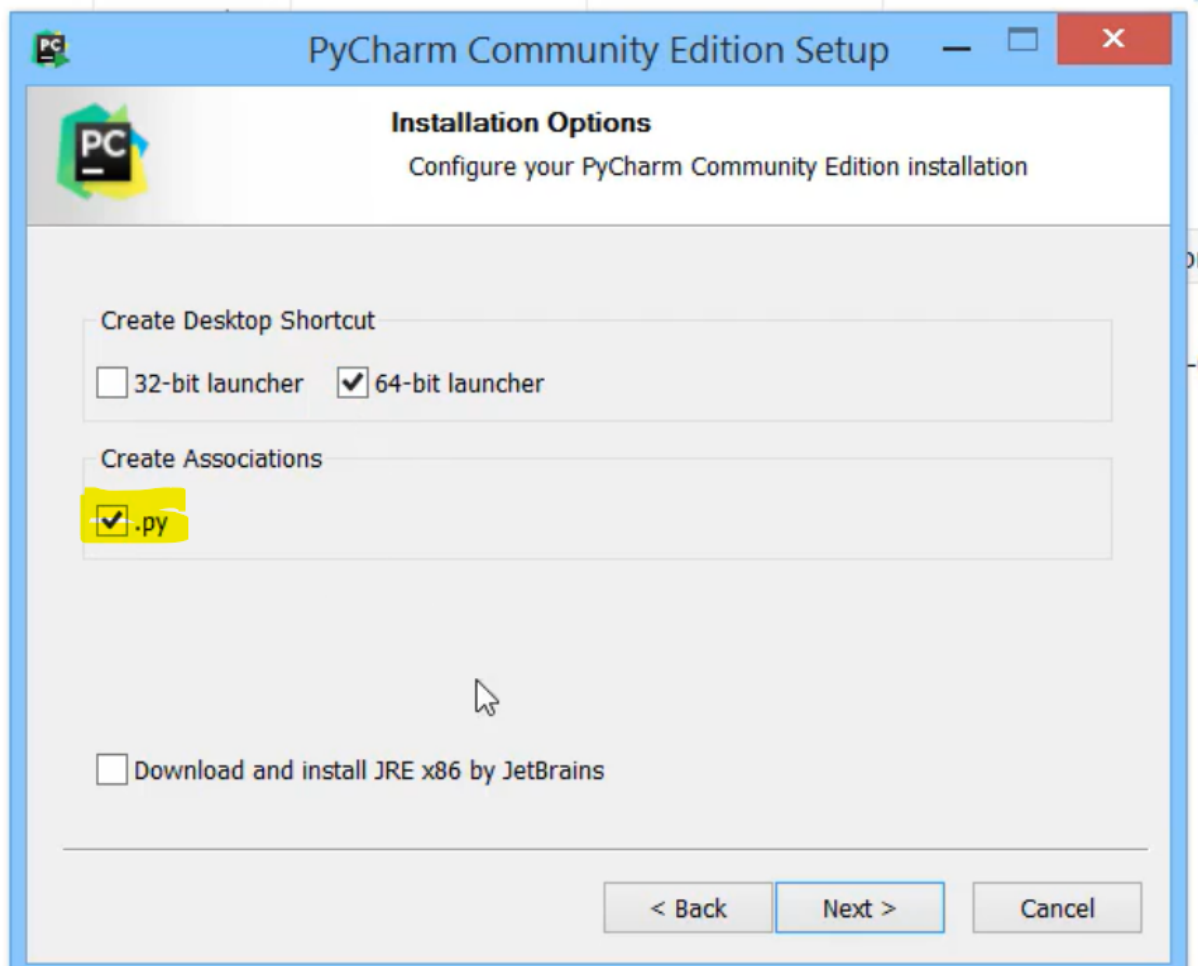 PC
PyCharm Community Edition Setup
PC
Installation Options
Configure your PyCharm Community Edition installation
Create Desktop Shortcut
32-bit launcher
64-bit launcher
Create Associations
.py
Download and install JRE x86 by JetBrains
< Back
Next >
Cancel